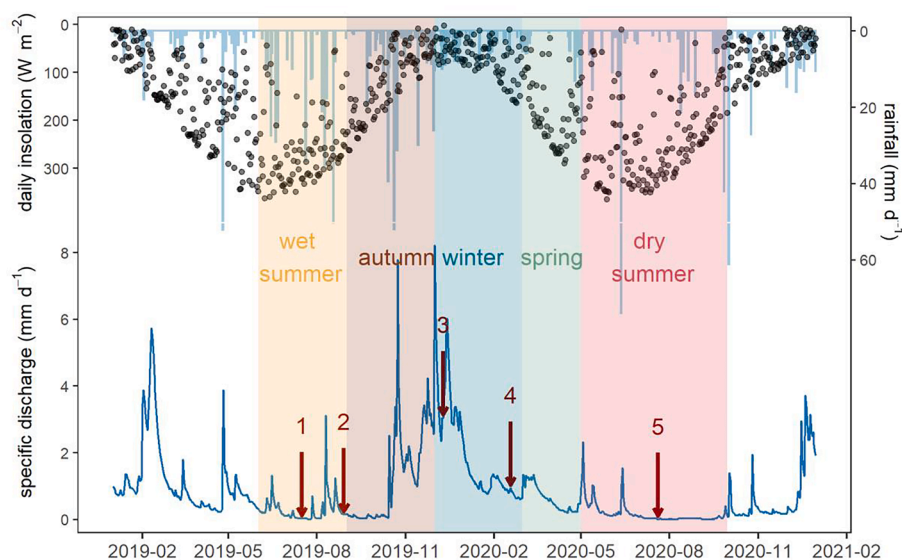 0
100
200
300
daily insolation (W m⁻²)
0
20
40
60
rainfall (mm d⁻¹)
wet
summer
autumn
winter
spring
dry
summer
8
6
4
2
0
specific discharge (mm d⁻¹)
1
2
3
4
5
2019-02
2019-05
2019-08
2019-11
2020-02
2020-05
2020-08
2020-11
2021-02